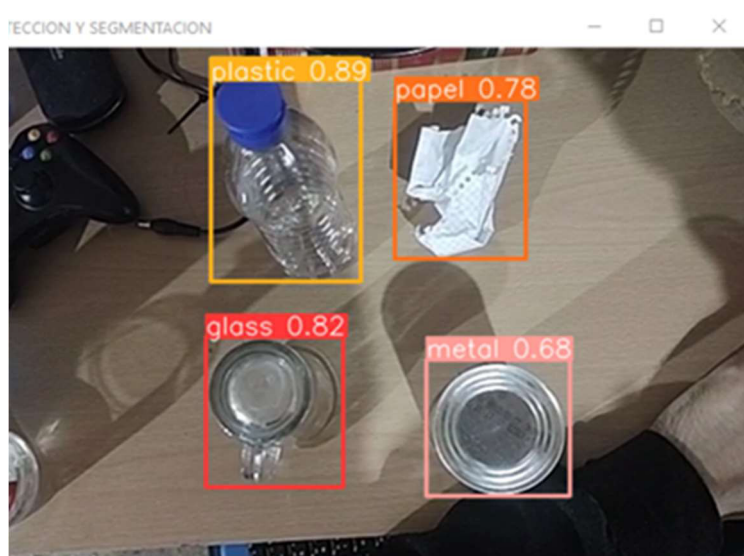 TECCION Y SEGMENTACION
plastic 0.89
papel 0.78
glass 0.82
metal 0.68